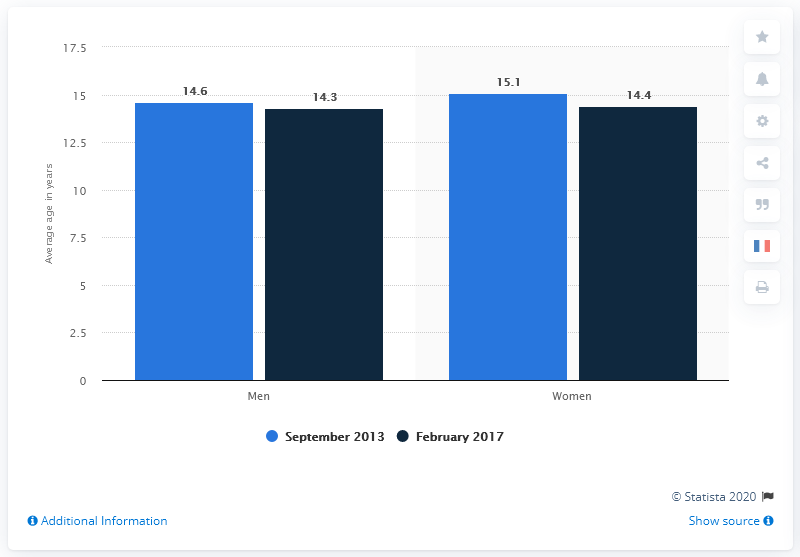 17.5
15
12.5
10
7.5
5
2.5
0
Average age in years
14.6
14.3
15.1
14.4
Men
Women
September 2013
February 2017
© Statista 2020
Additional Information
Show source